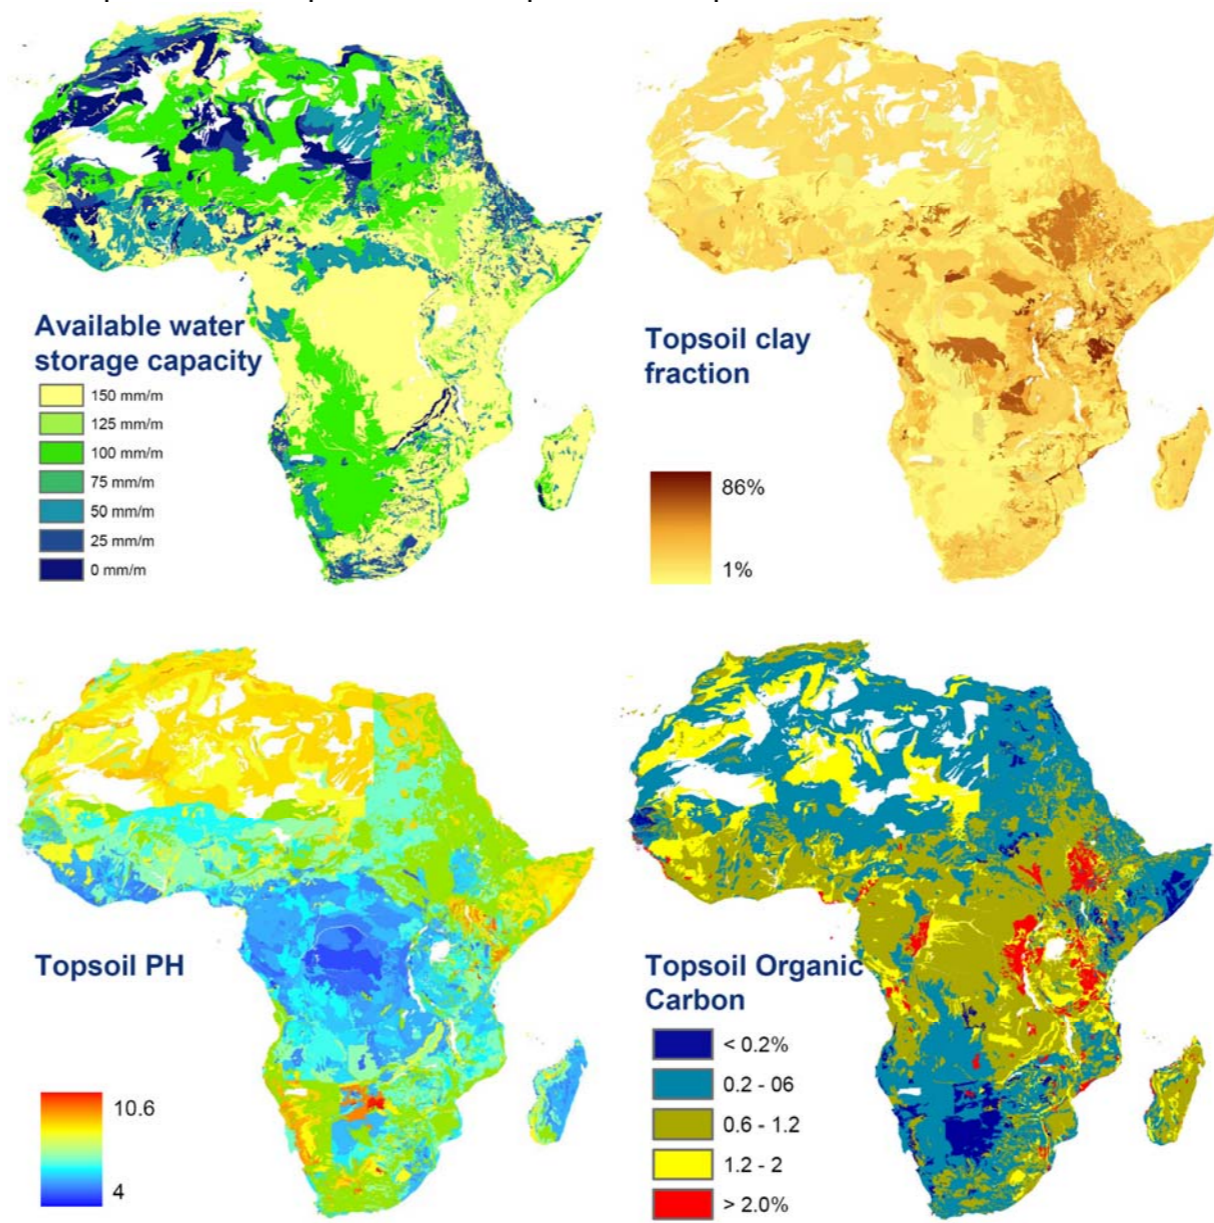 Available water
storage capacity
150 mm/m
125 mm/m
100 mm/m
75 mm/m
50 mm/m
25 mm/m
0 mm/m
Topsoil clay
fraction
86%
1%
Topsoil PH
10.6
4
Topsoil Organic
Carbon
< 0.2%
0.2 - 06
0.6 - 1.2
1.2 - 2
> 2.0%